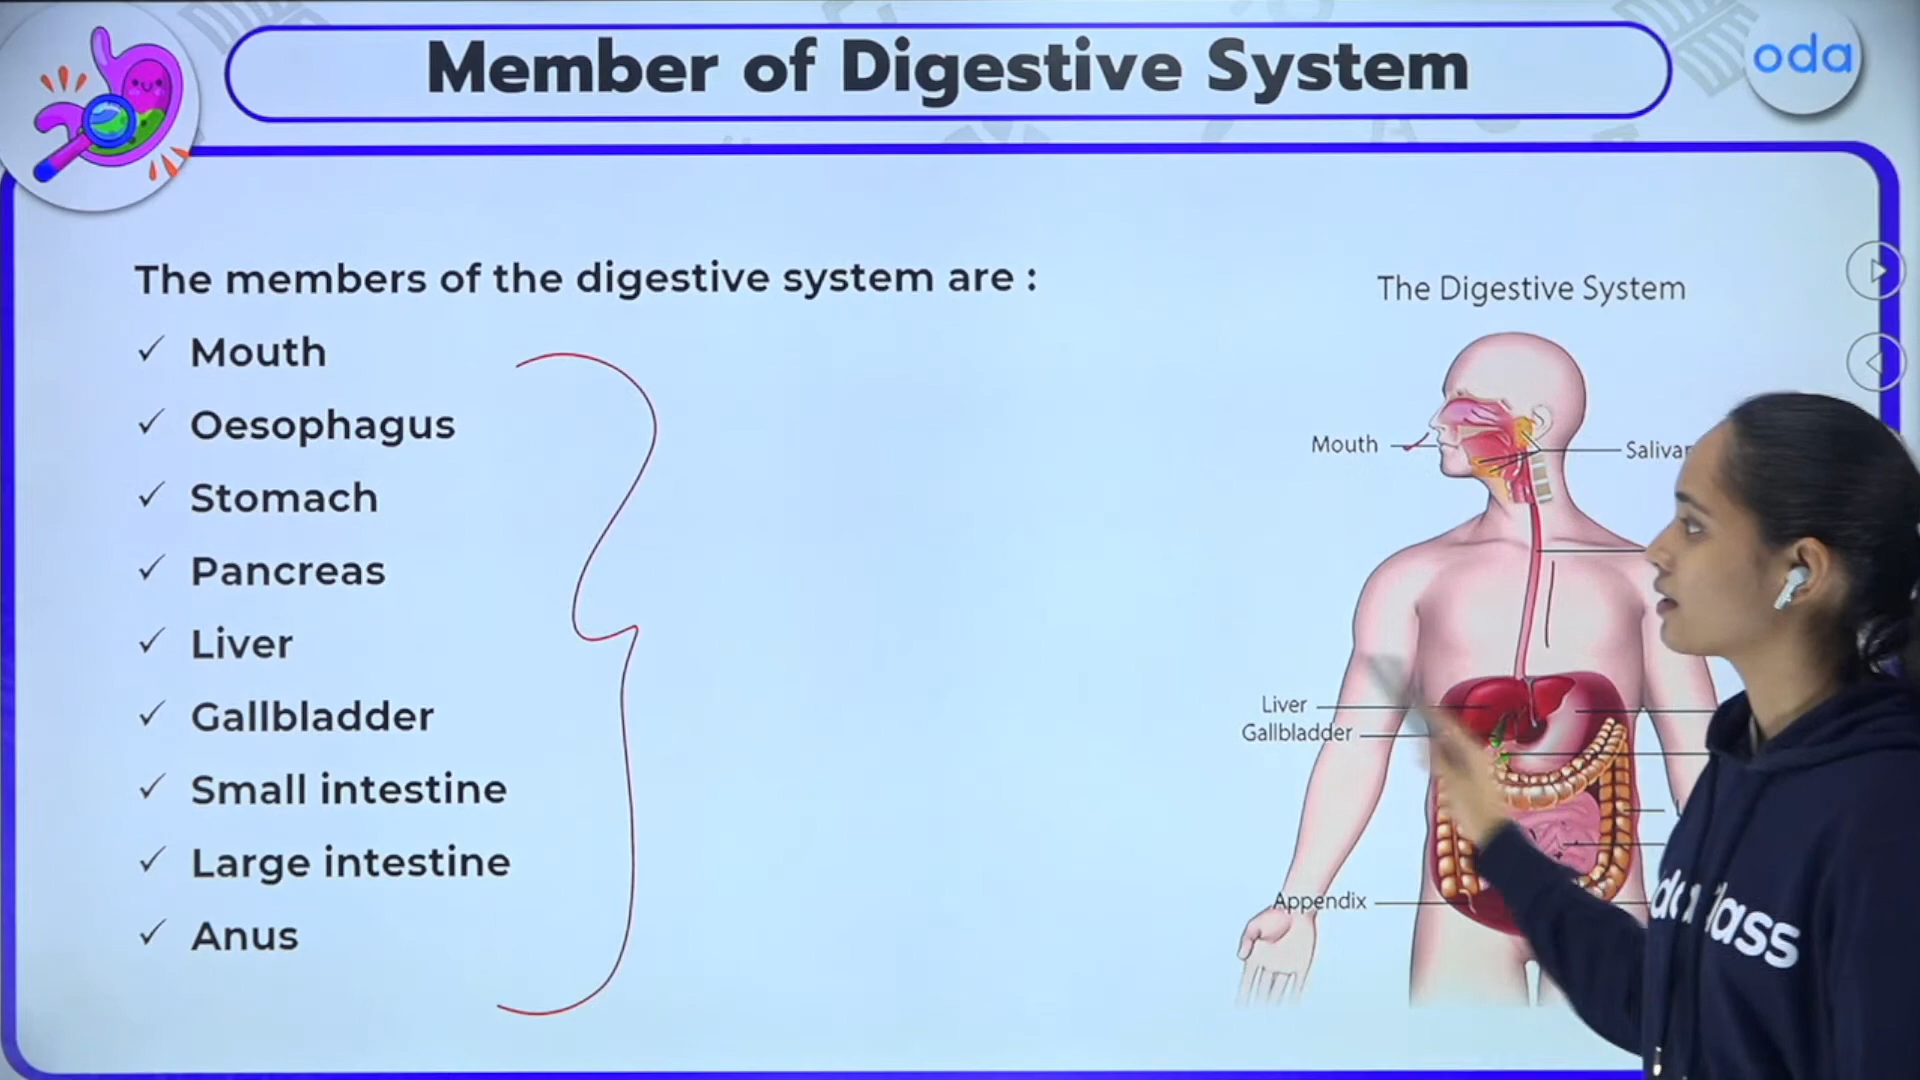 Member of Digestive System
oda
The members of the digestive system are :
✓ Mouth
✓ Oesophagus
✓ Stomach
✓ Pancreas
✓ Liver
✓ Gallbladder
✓ Small intestine
✓ Large intestine
✓ Anus
The Digestive System
Mouth
Liver
Gallbladder
Appendix